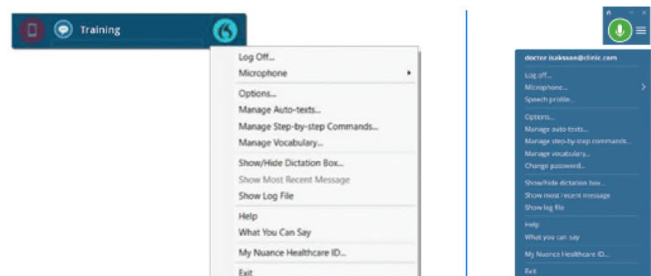 Training
Log Off...
Microphone
Options...
Manage Auto-texts...
Manage Step-by-step Commands...
Manage Vocabulary...
Show/Hide Dictation Box...
Show Most Recent Message
Show Log File
Help
What You Can Say
My Nuance Healthcare ID...
Exit
doctor isaksson@clinic.com
Log off...
Microphone...
Speech profile...
Options...
Manage auto-texts...
Manage step-by-step commands...
Manage vocabulary...
Change password...
Show/hide dictation box...
Show most recent message
Show log file
Help
What you can say
My Nuance Healthcare ID...
Exit